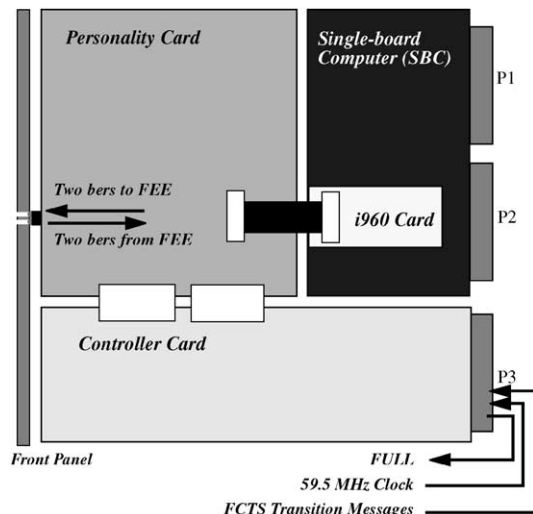 Personality Card
Single-board
Computer (SBC)
P1
Two bers to FEE
Two bers from FEE
i960 Card
P2
Controller Card
P3
Front Panel
FULL
59.5 MHz Clock
FCTS Transition Messages